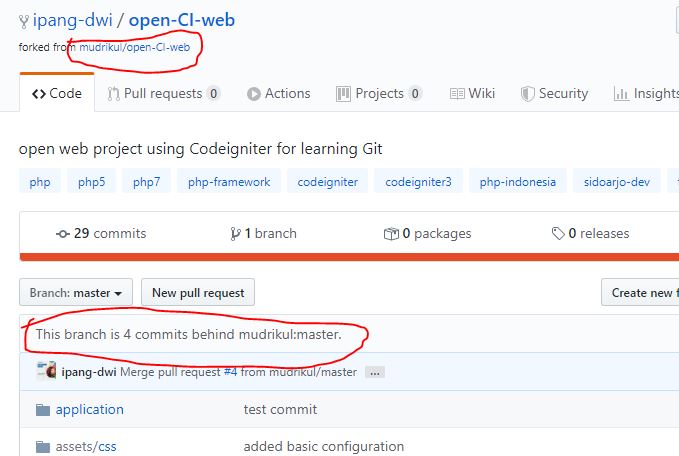 ipang-dwi / open-CI-web
forked from mudrikul/open-CI-web
Code Pull requests 0 Actions Projects 0 Wiki Security Insights
open web project using Codeigniter for learning Git
php php5 php7 php-framework codeigniter codeigniter3 php-indonesia sidoarjo-dev
29 commits 1 branch 0 packages 0 releases
Branch: master New pull request Create new f
This branch is 4 commits behind mudrikul:master.
ipang-dwi Merge pull request #4 from mudrikul/master ...
application test commit
assets/css added basic configuration